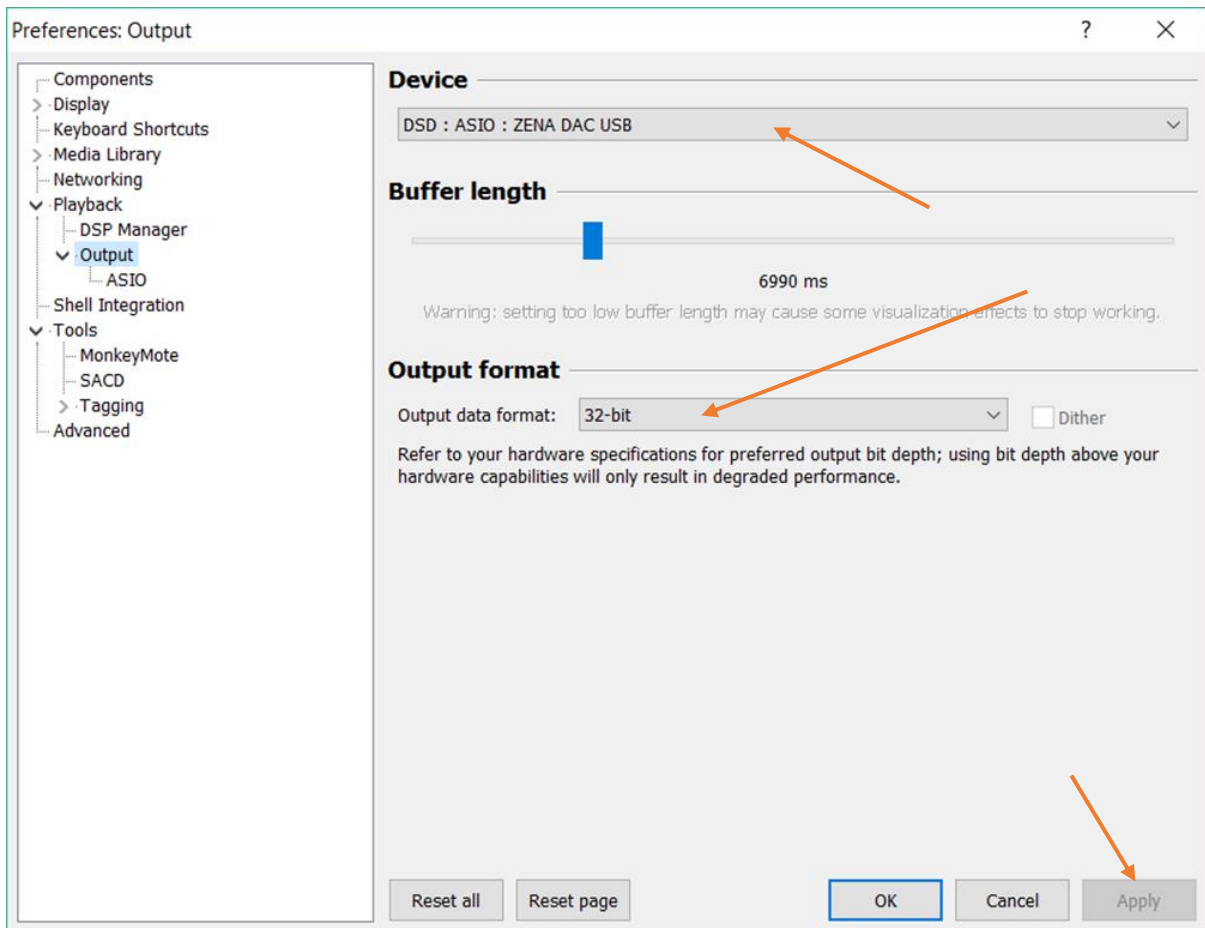 Preferences: Output
?
Components
Display
Keyboard Shortcuts
Media Library
Networking
Playback
DSP Manager
Output
ASIO
Shell Integration
Tools
MonkeyMote
SACD
Tagging
Advanced
Device
DSD : ASIO : ZENA DAC USB
Buffer length
6990 ms
Warning: setting too low buffer length may cause some visualization effects to stop working.
Output format
Output data format:
32-bit
Dither
Refer to your hardware specifications for preferred output bit depth; using bit depth above your
hardware capabilities will only result in degraded performance.
Reset all
Reset page
OK
Cancel
Apply